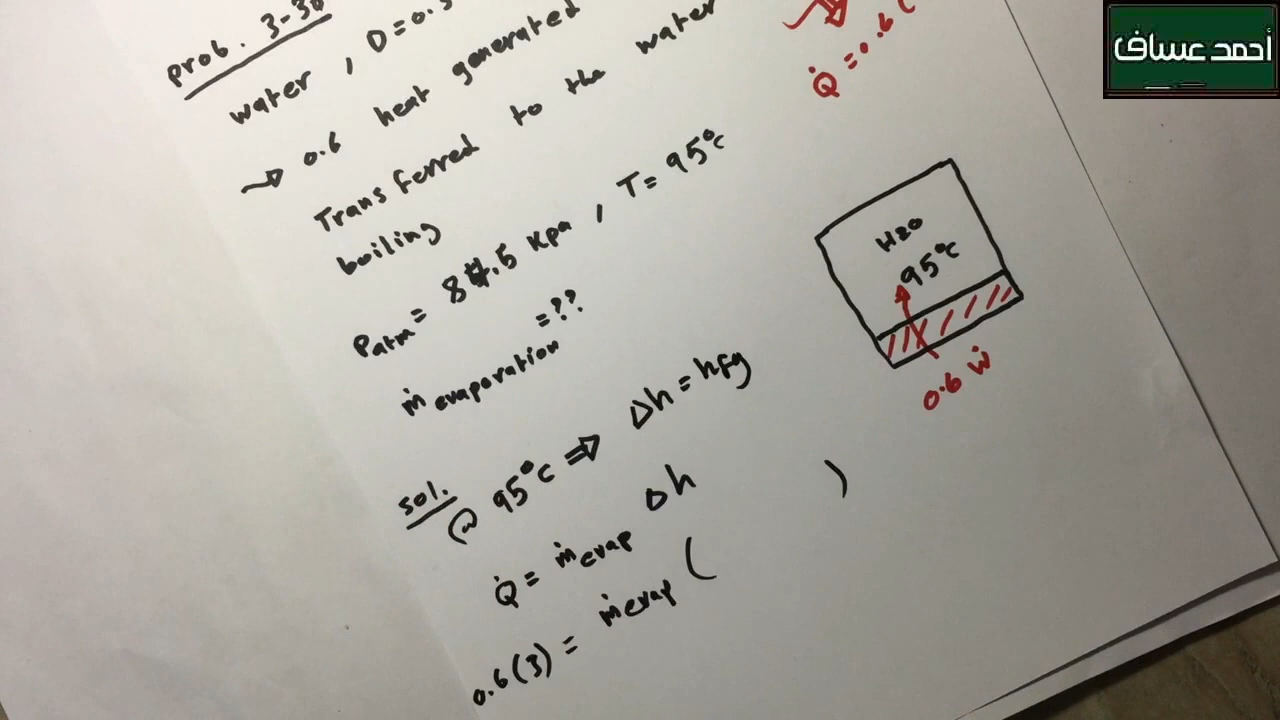 prob. 3-30
water, D=0.3
→ 0.6 heat generated
Transferred to the water
boiling
Patm = 84.5 Kpa, T= 95°c
ṁ evaporation =??
sol.
@ 95°c ⇒ Δh = hfg
Q̇ = ṁevap Δh
0.6(3) = ṁevap ( )
Q̇ =0.6(
H2O
95°c
0.6 ẇ
أحمد عساف